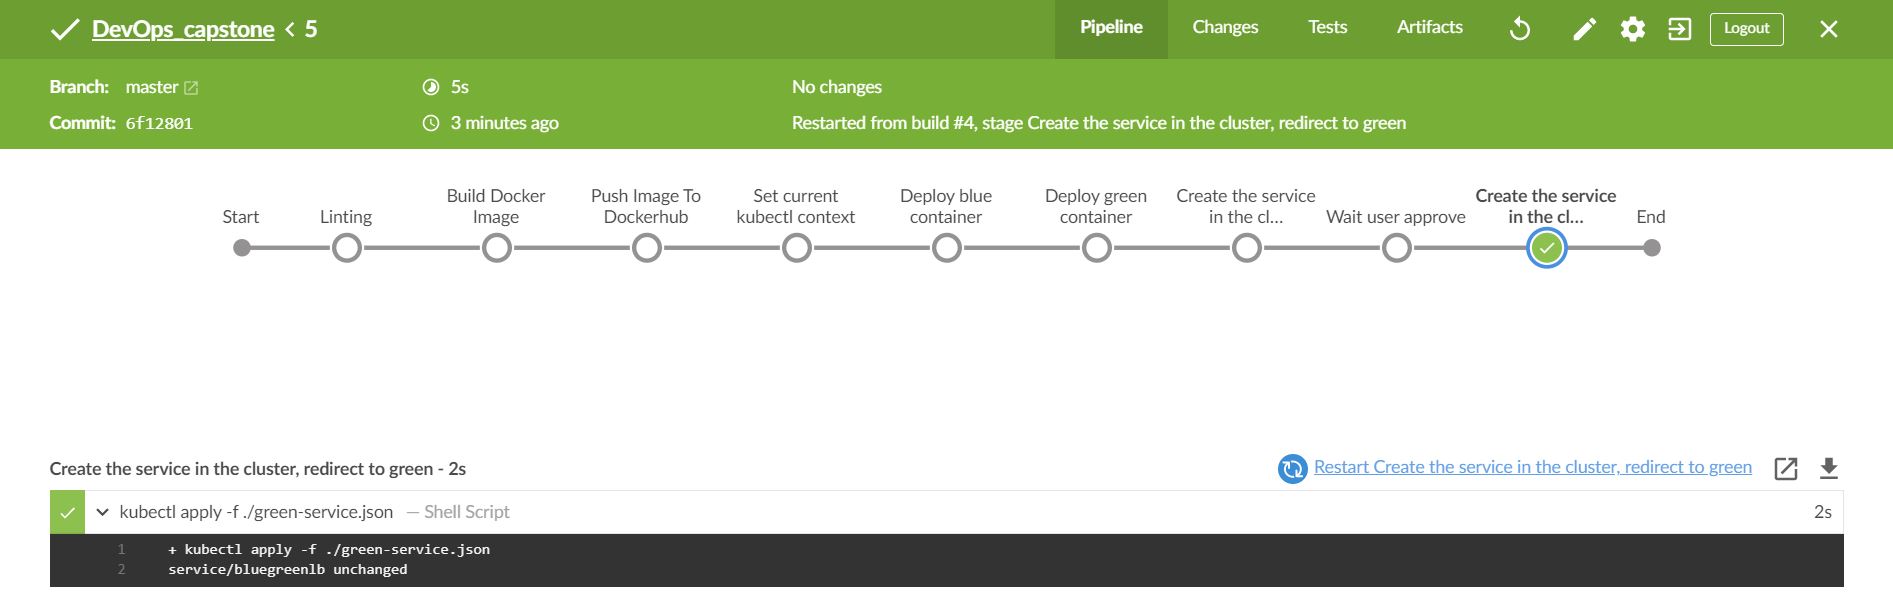 DevOps_capstone < 5
Pipeline
Changes
Tests
Artifacts
Logout
Branch: master
5s
No changes
Commit: 6f12801
3 minutes ago
Restarted from build #4, stage Create the service in the cluster, redirect to green
Start
Linting
Build Docker
Image
Push Image To
Dockerhub
Set current
kubectl context
Deploy blue
container
Deploy green
container
Create the service
in the cl...
Wait user approve
Create the service
in the cl...
End
Create the service in the cluster, redirect to green - 2s
Restart Create the service in the cluster, redirect to green
kubectl apply -f ./green-service.json — Shell Script
2s
1 + kubectl apply -f ./green-service.json
2 service/bluegreenlb unchanged